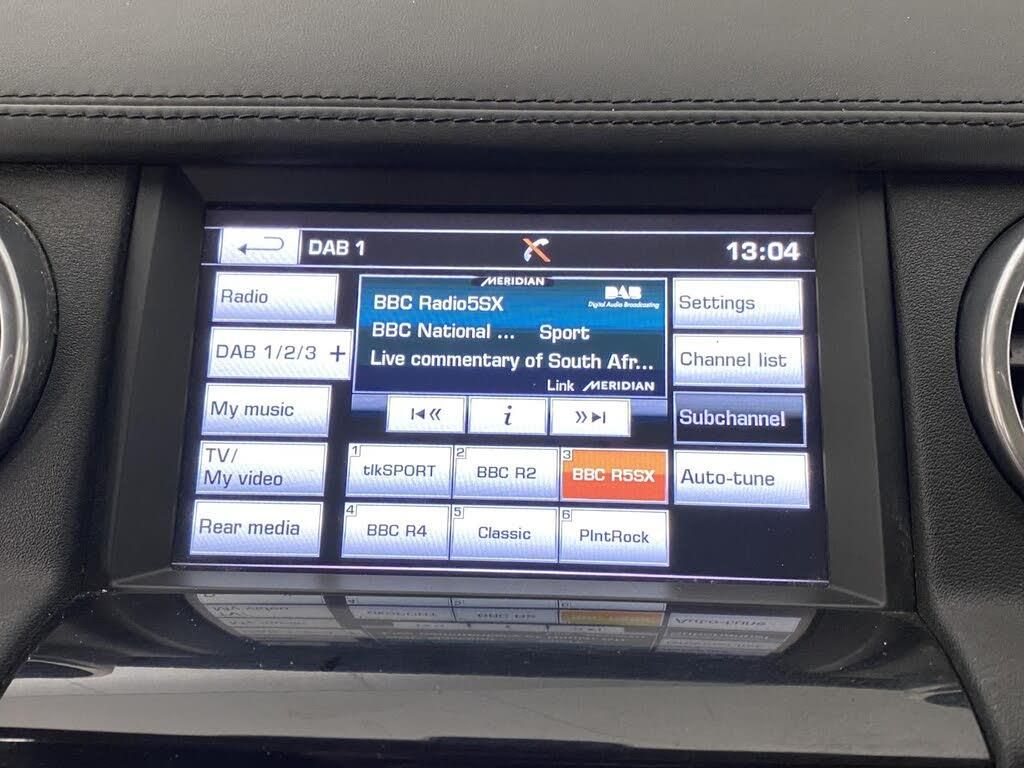 DAB 1
13:04
Radio
DAB 1/2/3 +
My music
TV/
My video
Rear media
MERIDIAN
BBC Radio5SX
DAB
Digital Audio Broadcasting
BBC National ... Sport
Live commentary of South Afr...
Link MERIDIAN
i
1 tlkSPORT
2 BBC R2
3 BBC R5SX
4 BBC R4
5 Classic
6 PlntRock
Settings
Channel list
Subchannel
Auto-tune